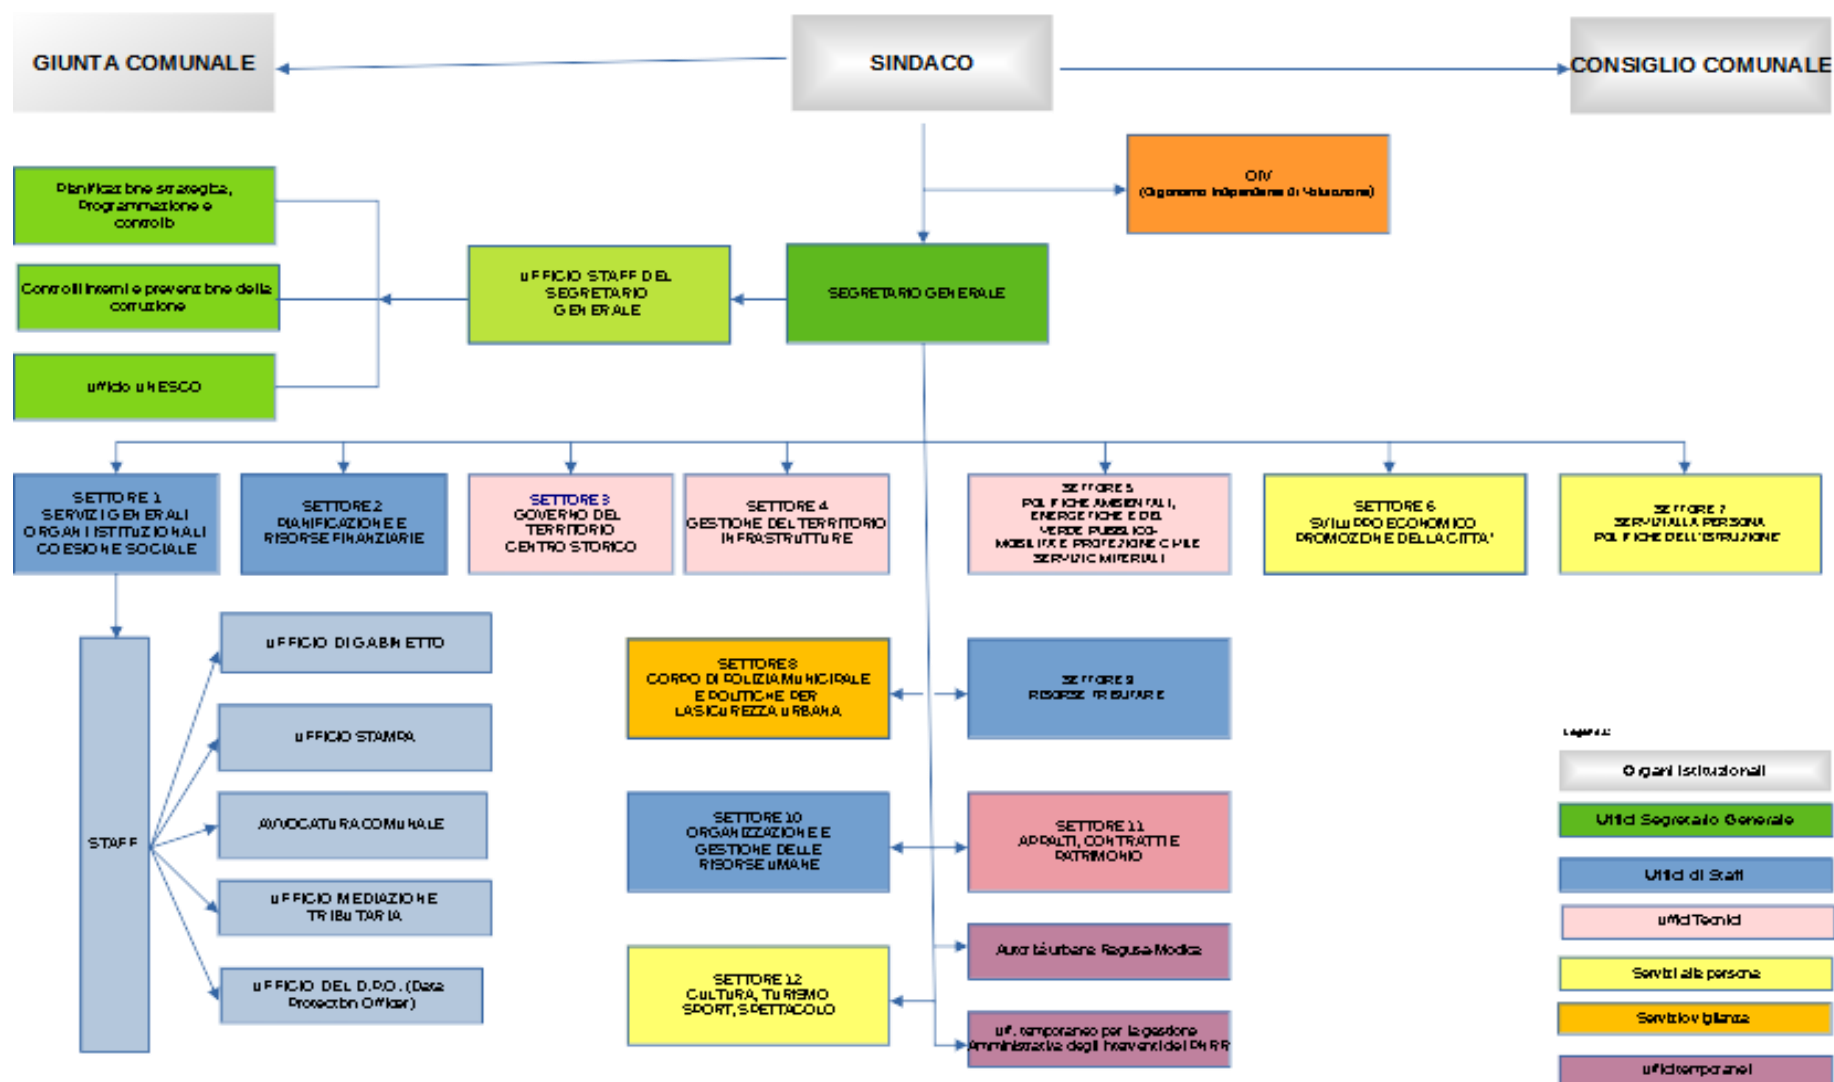 GIUNTA COMUNALE
SINDACO
CONSIGLIO COMUNALE
OIV
(Organismo Indipendente di Valutazione)
Pianificazione strategica,
Programmazione e
controllo
UFFICIO STAFF DEL
SEGRETARIO
GENERALE
SEGRETARIO GENERALE
Controlli interni e prevenzione della
corruzione
Ufficio UNESCO
SETTORE 1
SERVIZI GENERALI
ORGANI ISTITUZIONALI
COESIONE SOCIALE
SETTORE 2
PIANIFICAZIONE E
RISORSE FINANZIARIE
SETTORE 3
GOVERNO DEL
TERRITORIO
CENTRO STORICO
SETTORE 4
GESTIONE DEL TERRITORIO
INFRASTRUTTURE
SETTORE 5
POLITICHE AMBIENTALI,
ENERGETICHE E DEL
VERDE PUBBLICO-
MOBILITA' E PROTEZIONE CIVILE
SERVIZI CIMITERIALI
SETTORE 6
SVILUPPO ECONOMICO
PROMOZIONE DELLA CITTA'
SETTORE 7
SERVIZI ALLA PERSONA
POLITICHE DELL'ISTRUZIONE
STAFF
UFFICIO DI GABINETTO
UFFICIO STAMPA
AVVOCATURA COMUNALE
UFFICIO MEDIAZIONE
TRIBUTARIA
UFFICIO DEL D.P.O. (Data
Protection Officer)
SETTORE 8
CORPO DI POLIZIA MUNICIPALE
E POLITICHE PER
LA SICUREZZA URBANA
SETTORE 9
RISORSE TRIBUTARIE
SETTORE 10
ORGANIZZAZIONE E
GESTIONE DELLE
RISORSE UMANE
SETTORE 11
APPALTI, CONTRATTI E
PATRIMONIO
Autorità urbana Ragusa-Modica
SETTORE 12
CULTURA, TURISMO
SPORT, SPETTACOLO
Uff. temporaneo per la gestione
Amministrativa degli Interventi del PNRR
Legenda:
Organi Istituzionali
Uffici Segretario Generale
Uffici di Staff
Uffici Tecnici
Servizi alla persona
Servizio vigilanza
Uffici temporanei